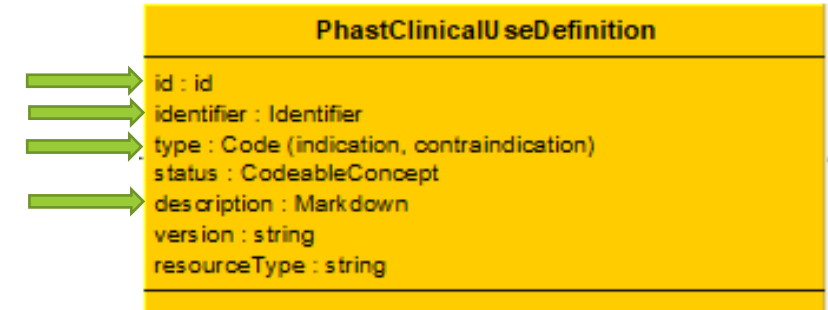 PhastClinicalUseDefinition
id : id
identifier : Identifier
type : Code (indication, contraindication)
status : CodeableConcept
description : Markdown
version : string
resourceType : string